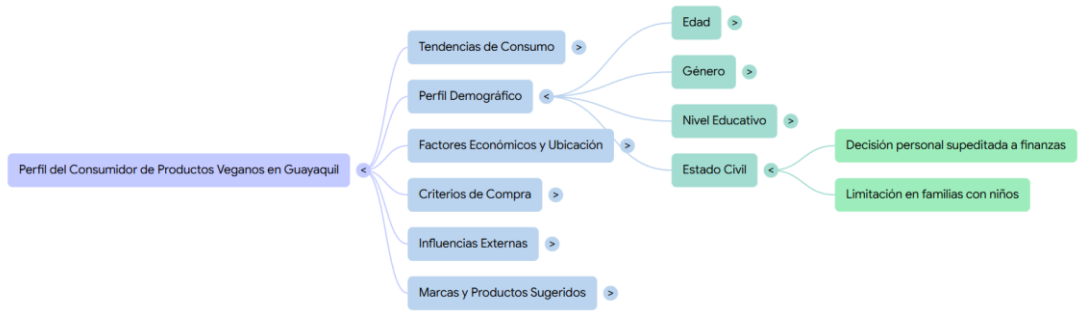 Perfil del Consumidor de Productos Veganos en Guayaquil
<
Tendencias de Consumo
>
Perfil Demográfico
<
Edad
>
Género
>
Nivel Educativo
>
Estado Civil
<
Decisión personal supeditada a finanzas
Limitación en familias con niños
Factores Económicos y Ubicación
>
Criterios de Compra
>
Influencias Externas
>
Marcas y Productos Sugeridos
>